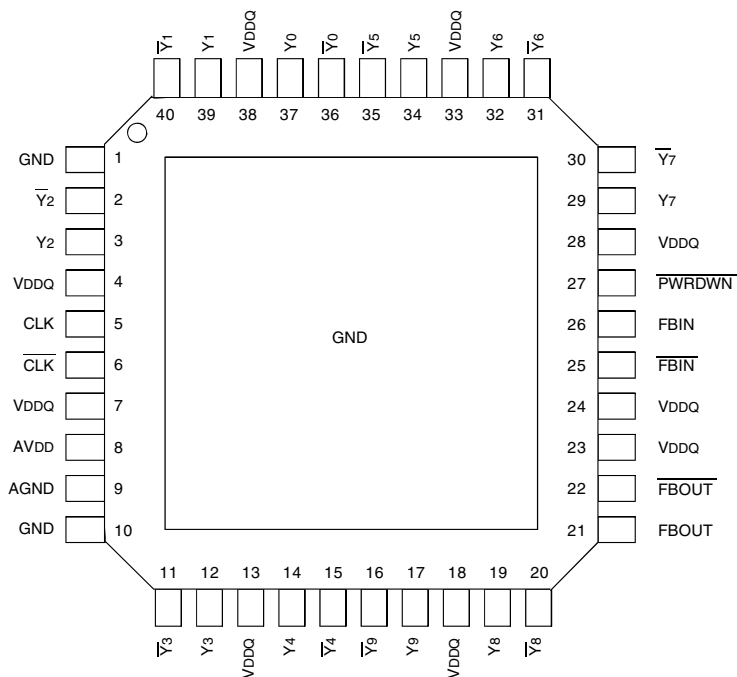 Y̅1 Y1 VDDQ Y0 Y̅0 Y̅5 Y5 VDDQ Y6 Y̅6
40 39 38 37 36 35 34 33 32 31
GND 1 30 Y̅7
Y̅2 2 29 Y7
Y2 3 28 VDDQ
VDDQ 4 27 P̅W̅R̅D̅W̅N̅
CLK 5 26 FBIN
GND
C̅L̅K̅ 6 25 F̅B̅I̅N̅
VDDQ 7 24 VDDQ
AVDD 8 23 VDDQ
AGND 9 22 F̅B̅O̅U̅T̅
GND 10 21 FBOUT
11 12 13 14 15 16 17 18 19 20
Y̅3 Y3 VDDQ Y4 Y̅4 Y̅9 Y9 VDDQ Y8 Y̅8